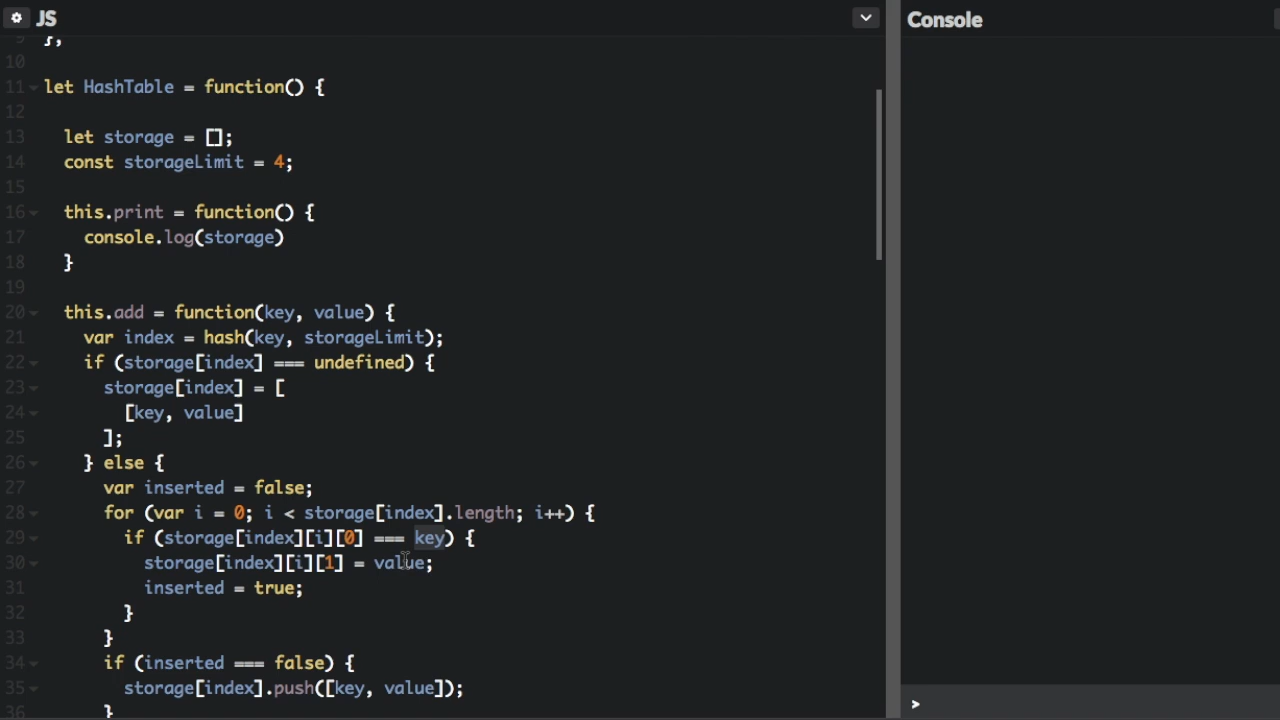 JS
Console
9 };
10
11 let HashTable = function() {
12
13 let storage = [];
14 const storageLimit = 4;
15
16 this.print = function() {
17 console.log(storage)
18 }
19
20 this.add = function(key, value) {
21 var index = hash(key, storageLimit);
22 if (storage[index] === undefined) {
23 storage[index] = [
24 [key, value]
25 ];
26 } else {
27 var inserted = false;
28 for (var i = 0; i < storage[index].length; i++) {
29 if (storage[index][i][0] === key) {
30 storage[index][i][1] = value;
31 inserted = true;
32 }
33 }
34 if (inserted === false) {
35 storage[index].push([key, value]);
36 }
>